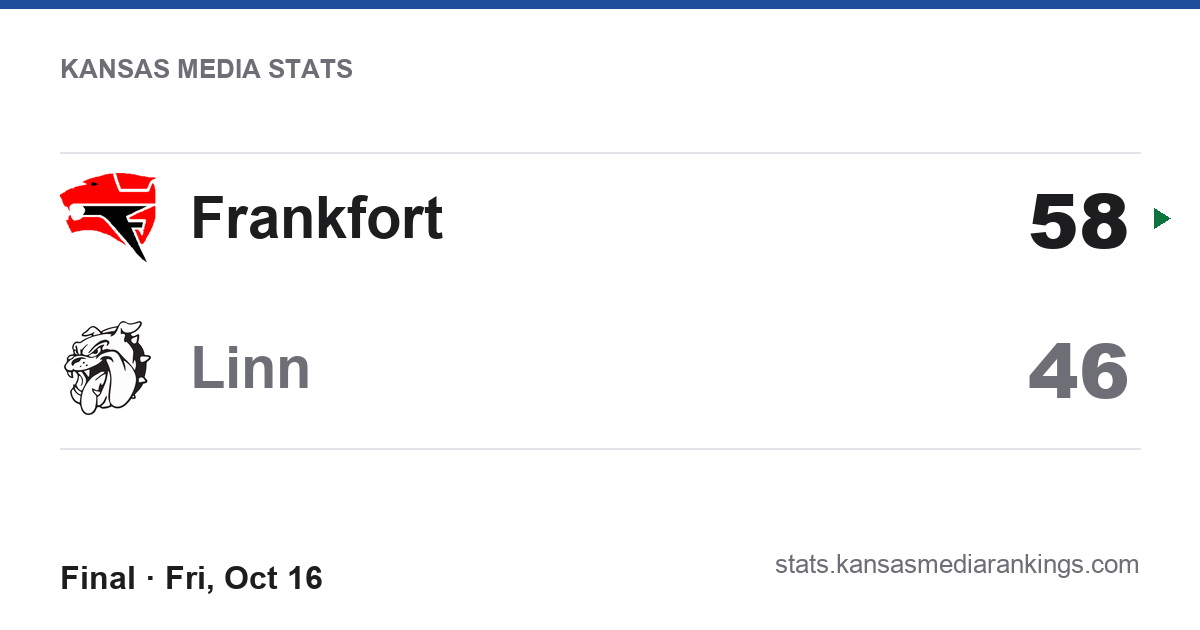 KANSAS MEDIA STATS
Frankfort 58
Linn 46
Final · Fri, Oct 16
stats.kansasmediarankings.com